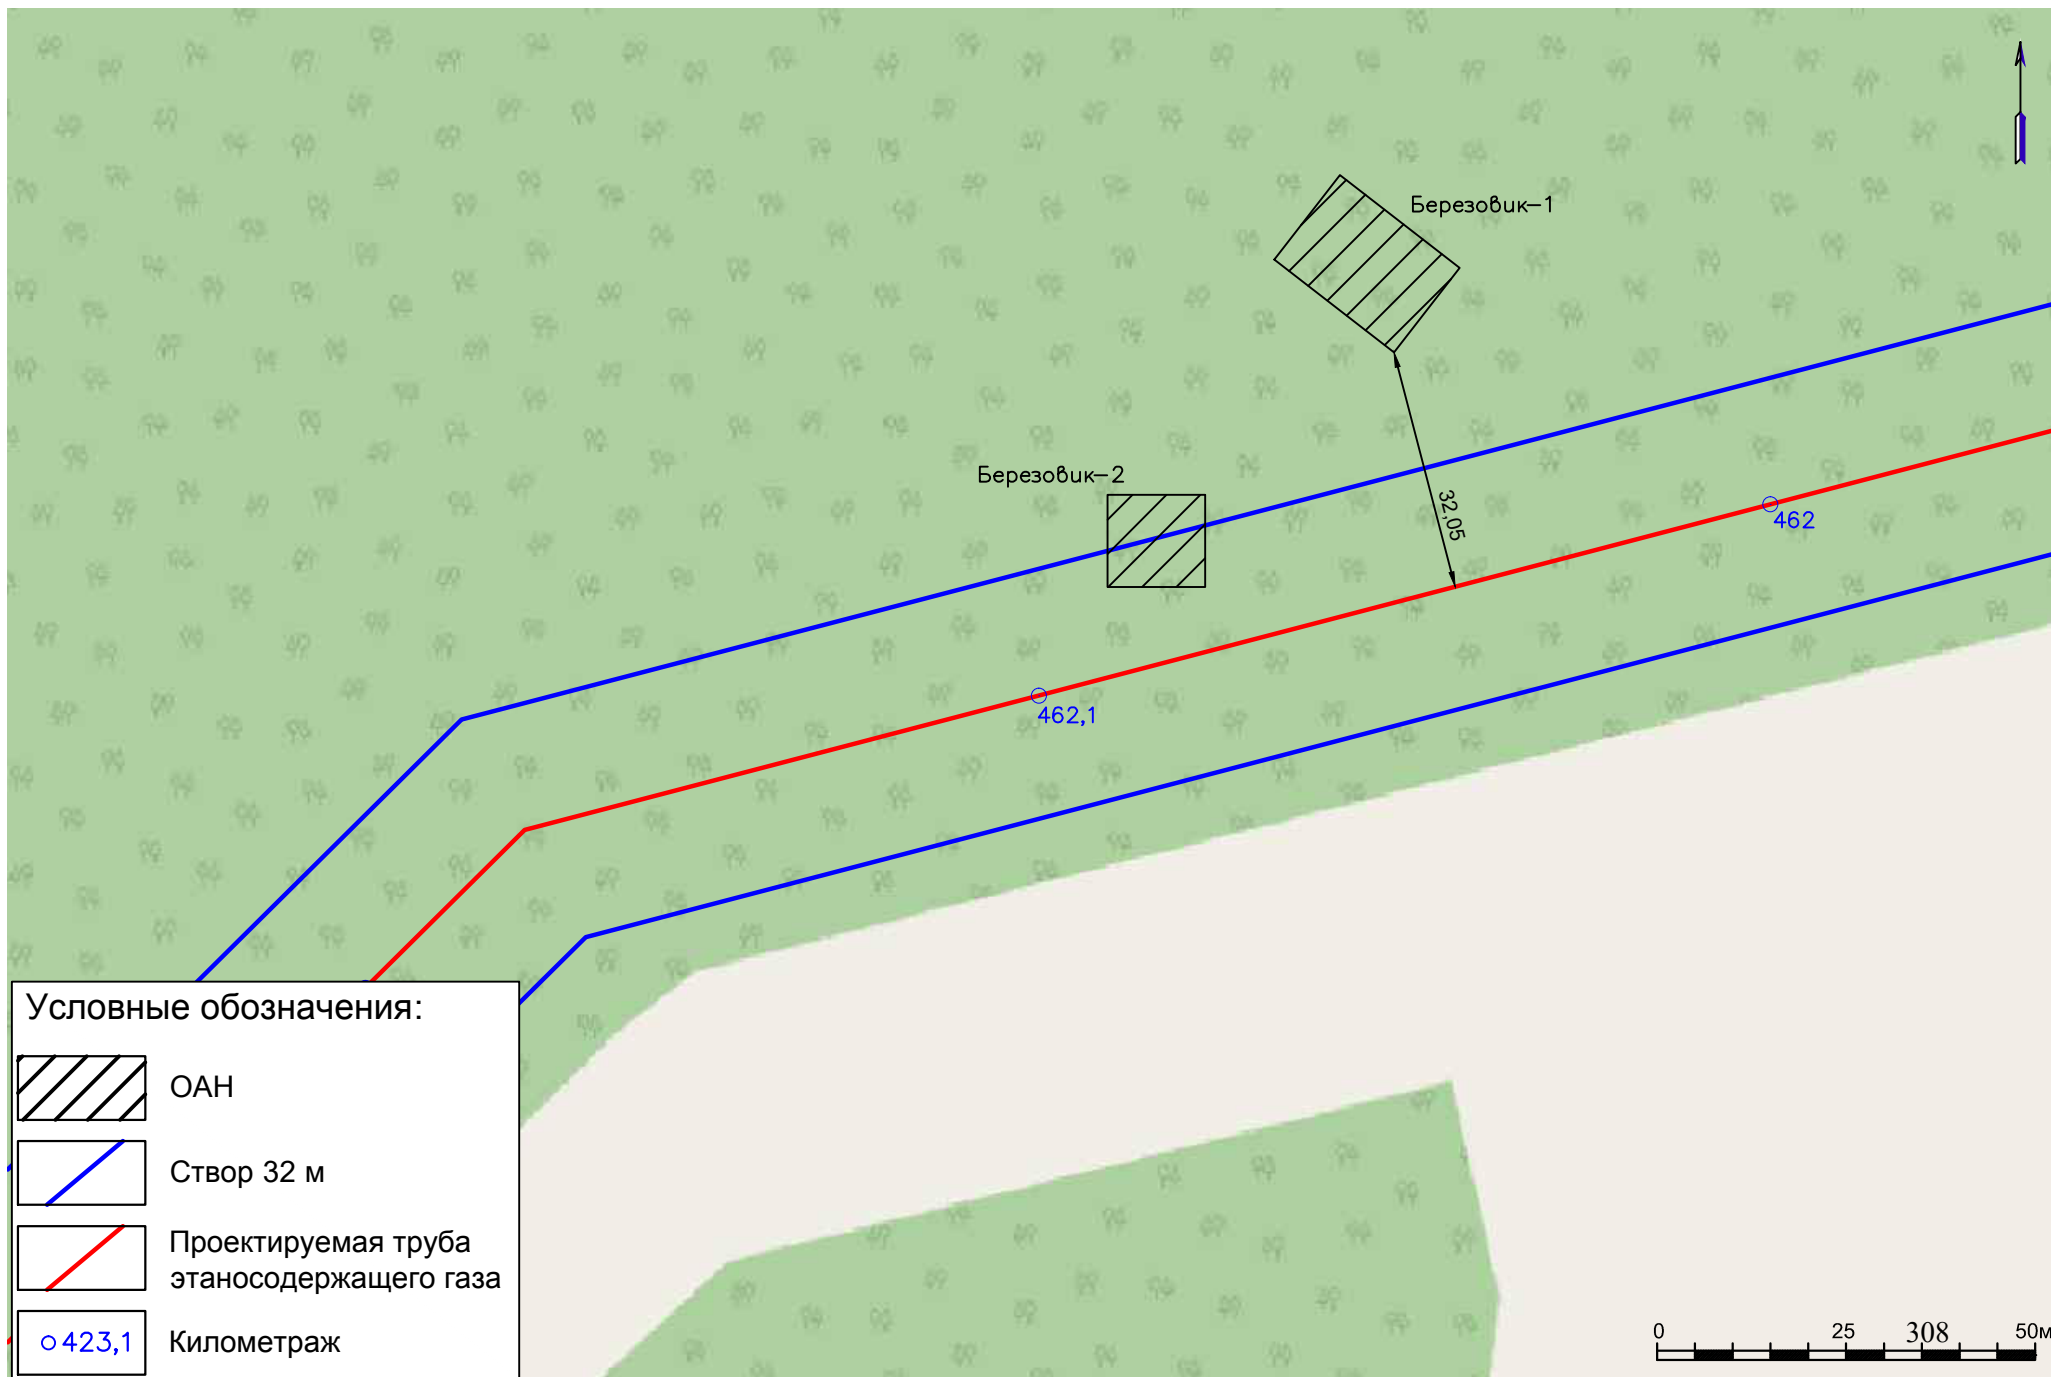 Березовик-1
Березовик-2
32,05
462
462,1
Условные обозначения:
ОАН
Створ 32 м
Проектируемая труба
этаносодержащего газа
423,1 Километраж
0 25 308 50м